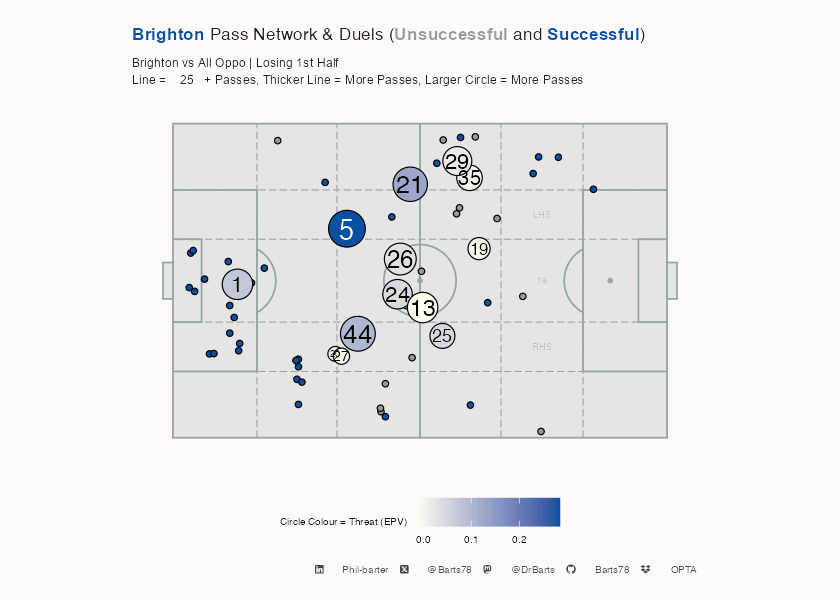 Brighton Pass Network & Duels (Unsuccessful and Successful)
Brighton vs All Oppo | Losing 1st Half
Line = 25 + Passes, Thicker Line = More Passes, Larger Circle = More Passes
29
35
21
LHS
5
19
26
14
1
24
13
44
25
RHS
27
Circle Colour = Threat (EPV)
0.0 0.1 0.2
Phil-barter @Barts78 @DrBarts Barts78 OPTA